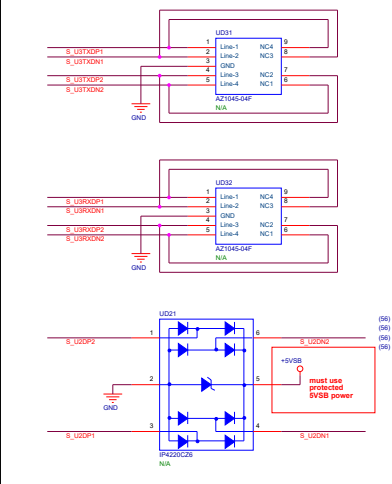 UD31
S_U3TXDP1 1 Line-1 NC4 9
S_U3TXDN1 2 Line-2 NC3 8
3 GND
S_U3TXDP2 4 Line-3 NC2 7
S_U3TXDN2 5 Line-4 NC1 6
AZ1045-04F
N/A
GND
UD32
S_U3RXDP1 1 Line-1 NC4 9
S_U3RXDN1 2 Line-2 NC3 8
3 GND
S_U3RXDP2 4 Line-3 NC2 7
S_U3RXDN2 5 Line-4 NC1 6
AZ1045-04F
N/A
GND
UD21
(56)
(56)
1 6 (56)
S_U2DP2 S_U2DN2 (56)
+5VSB
2 5
must use
protected
5VSB power
GND
3 4
S_U2DP1 S_U2DN1
IP4220CZ6
N/A